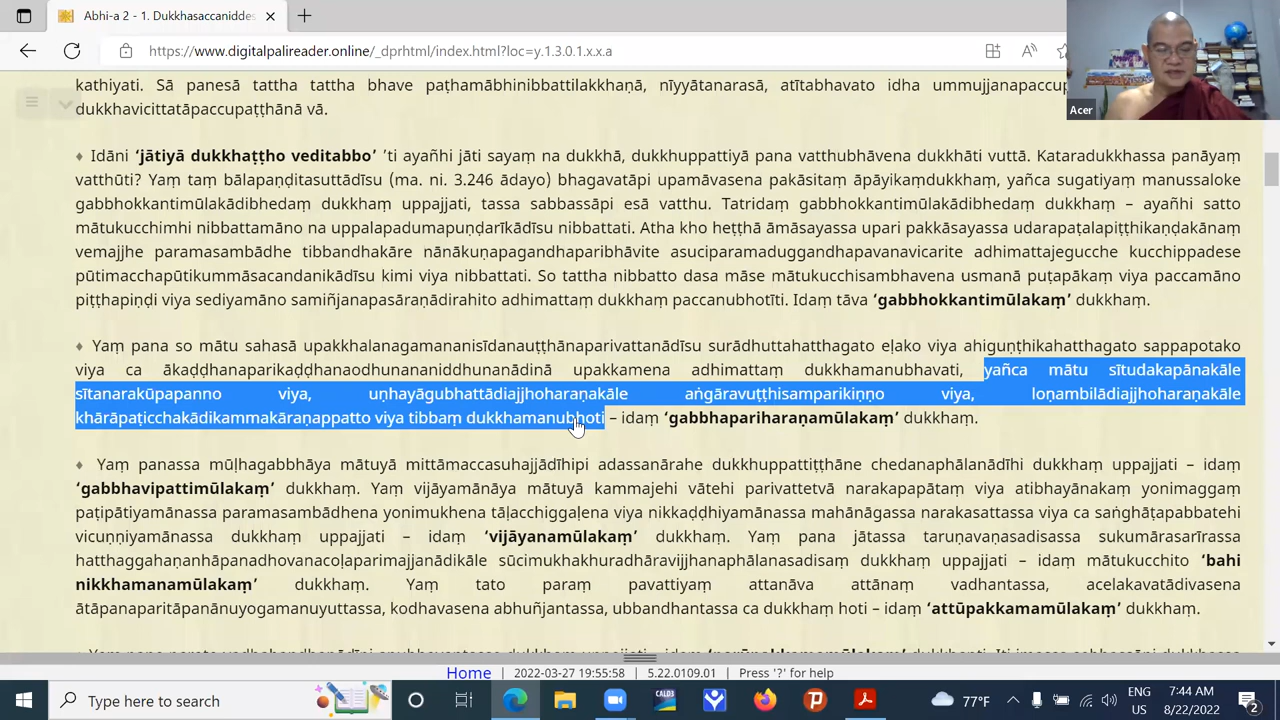 Abhi-a 2 - 1. Dukkhasaccaniddes
https://www.digitalpalireader.online/_dprhtml/index.html?loc=y.1.3.0.1.x.x.a
Acer
kathiyati. Sā panesā tattha tattha bhave paṭhamābhinibbattilakkhaṇā, nīyyātanarasā, atītabhavato idha ummujjanapaccup
dukkhavicittatāpaccupaṭṭhānā vā.
♦ Idāni ‘jātiyā dukkhaṭṭho veditabbo’ ’ti ayañhi jāti sayaṃ na dukkhā, dukkhuppattiyā pana vatthubhāvena dukkhāti vuttā. Kataradukkhassa panāyaṃ
vatthūti? Yaṃ taṃ bālapaṇḍitasuttādīsu (ma. ni. 3.246 ādayo) bhagavatāpi upamāvasena pakāsitaṃ āpāyikaṃdukkhaṃ, yañca sugatiyaṃ manussaloke
gabbhokkantimūlakādibhedaṃ dukkhaṃ uppajjati, tassa sabbassāpi esā vatthu. Tatridaṃ gabbhokkantimūlakādibhedaṃ dukkhaṃ – ayañhi satto
mātukucchimhi nibbattamāno na uppalapadumapuṇḍarīkādīsu nibbattati. Atha kho heṭṭhā āmāsayassa upari pakkāsayassa udarapaṭalapiṭṭhikaṇḍakānaṃ
vemajjhe paramasambādhe tibbandhakāre nānākuṇapagandhaparibhāvite asuciparamaduggandhapavanavicarite adhimattajegucche kucchippadese
pūtimacchapūtikummāsacandanikādīsu kimi viya nibbattati. So tattha nibbatto dasa māse mātukucchisambhavena usmanā puṭapākaṃ viya paccamāno
piṭṭhapiṇḍi viya sediyamāno samiñjanapasāraṇādirahito adhimattaṃ dukkhaṃ paccanubhotīti. Idaṃ tāva ‘gabbhokkantimūlakaṃ’ dukkhaṃ.
♦ Yaṃ pana so mātu sahasā upakkhalanagamananisīdanauṭṭhānaparivattanādīsu surādhuttahatthagato eḷako viya ahiguṇṭhikahatthagato sappapotako
viya ca ākaḍḍhanaparikaḍḍhanaodhunananiddhunanādinā upakkamena adhimattaṃ dukkhamanubhavati, yañca mātu sītudakapānakāle
sītanarakūpapanno viya, uṇhayāgubhattādiajjhoharaṇakāle aṅgāravuṭṭhisamparikiṇṇo viya, loṇambilādiajjhoharaṇakāle
khārāpaṭicchakādikammakāraṇappatto viya tibbaṃ dukkhamanubhoti – idaṃ ‘gabbhapariharaṇamūlakaṃ’ dukkhaṃ.
♦ Yaṃ panassa mūḷhagabbhāya mātuyā mittāmaccasuhajjādīhipi adassanārahe dukkhuppattiṭṭhāne chedanaphālanādīhi dukkhaṃ uppajjati – idaṃ
‘gabbhavipattimūlakaṃ’ dukkhaṃ. Yaṃ vijāyamānāya mātuyā kammajehi vātehi parivattetvā narakapapātaṃ viya atibhayānakaṃ yonimaggaṃ
paṭipātiyamānassa paramasambādhena yonimukhena tāḷacchiggaḷena viya nikkaḍḍhiyamānassa mahānāgassa narakasattassa viya ca saṅghāṭapabbatehi
vicuṇṇiyamānassa dukkhaṃ uppajjati – idaṃ ‘vijāyanamūlakaṃ’ dukkhaṃ. Yaṃ pana jātassa taruṇavaṇasadisassa sukumārasarīrassa
hatthaggahaṇanhāpanadhovanacoḷaparimajjanādikāle sūcimukhakhuradhāravijjhanaphālanasadisaṃ dukkhaṃ uppajjati – idaṃ mātukucchito ‘bahi
nikkhamanamūlakaṃ’ dukkhaṃ. Yaṃ tato paraṃ pavattiyaṃ attanāva attānaṃ vadhantassa, acelakavatādivasena
ātāpanaparitāpanānuyogamanuyuttassa, kodhavasena abhuñjantassa, ubbandhantassa ca dukkhaṃ hoti – idaṃ ‘attūpakkamamūlakaṃ’ dukkhaṃ.
Home | 2022-03-27 19:55:58 | 5.22.0109.01 | Press '?' for help
Type here to search
77°F
ENG
US
7:44 AM
8/22/2022
2